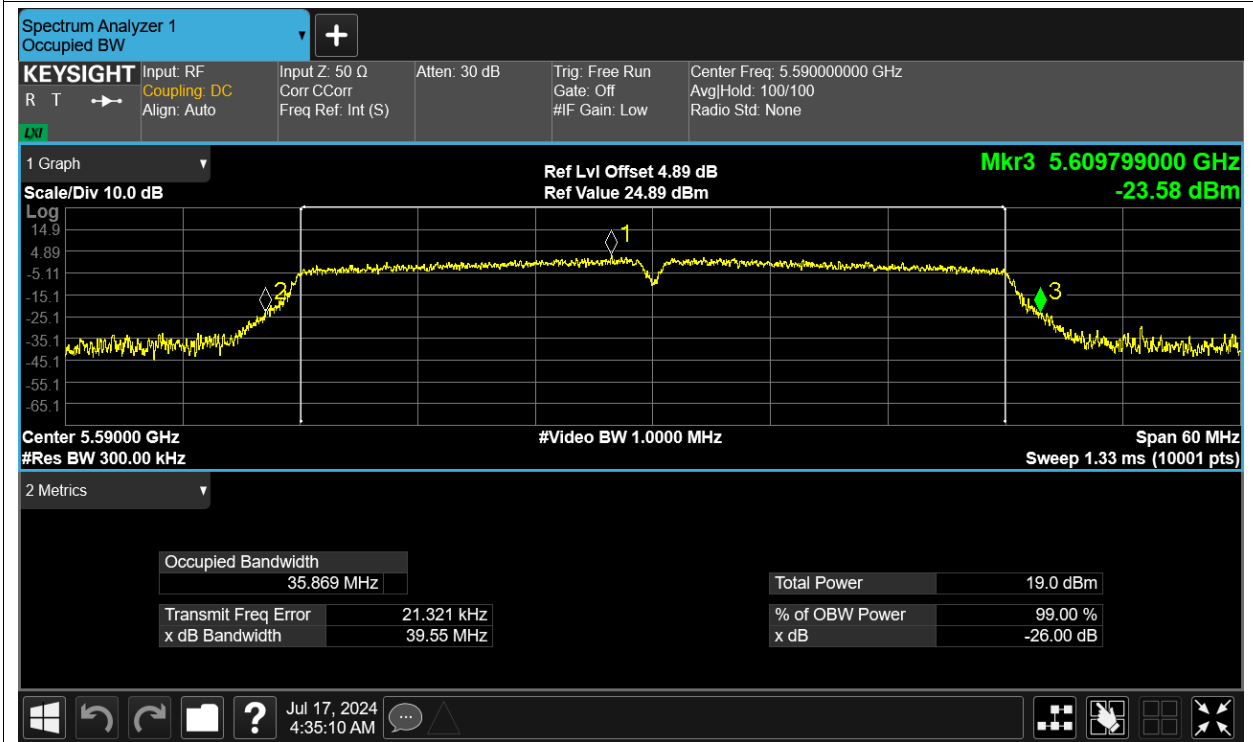 Spectrum Analyzer 1
Occupied BW
KEYSIGHT
R T
LXI
Input: RF
Coupling: DC
Align: Auto
Input Z: 50 Ω
Corr CCorr
Freq Ref: Int (S)
Atten: 30 dB
Trig: Free Run
Gate: Off
#IF Gain: Low
Center Freq: 5.590000000 GHz
Avg|Hold: 100/100
Radio Std: None
1 Graph
Scale/Div 10.0 dB
Ref Lvl Offset 4.89 dB
Ref Value 24.89 dBm
Mkr3 5.609799000 GHz
-23.58 dBm
Log
14.9
4.89
-5.11
-15.1
-25.1
-35.1
-45.1
-55.1
-65.1
1
2
3
Center 5.59000 GHz
#Video BW 1.0000 MHz
Span 60 MHz
#Res BW 300.00 kHz
Sweep 1.33 ms (10001 pts)
2 Metrics
Occupied Bandwidth
35.869 MHz
Transmit Freq Error 21.321 kHz
x dB Bandwidth 39.55 MHz
Total Power 19.0 dBm
% of OBW Power 99.00 %
x dB -26.00 dB
?
Jul 17, 2024
4:35:10 AM